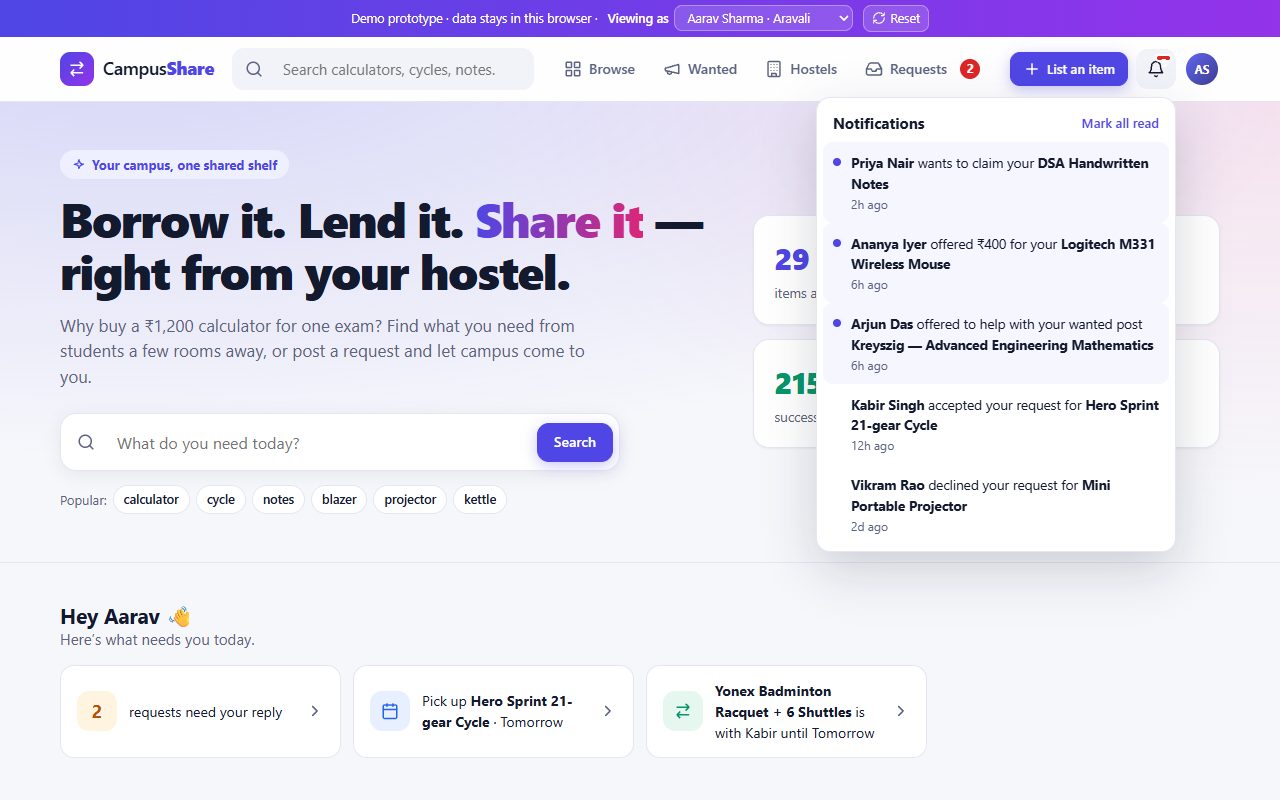 Demo prototype · data stays in this browser · Viewing as Aarav Sharma · Aravali Reset
CampusShare Search calculators, cycles, notes. Browse Wanted Hostels Requests 2 List an item AS
Your campus, one shared shelf
Borrow it. Lend it. Share it —
right from your hostel.
Why buy a ₹1,200 calculator for one exam? Find what you need from
students a few rooms away, or post a request and let campus come to
you.
What do you need today? Search
Popular: calculator cycle notes blazer projector kettle
29
items a
215
success
Notifications Mark all read
Priya Nair wants to claim your DSA Handwritten
Notes
2h ago
Ananya Iyer offered ₹400 for your Logitech M331
Wireless Mouse
6h ago
Arjun Das offered to help with your wanted post
Kreyszig — Advanced Engineering Mathematics
6h ago
Kabir Singh accepted your request for Hero Sprint
21-gear Cycle
12h ago
Vikram Rao declined your request for Mini
Portable Projector
2d ago
Hey Aarav 👋
Here's what needs you today.
2 requests need your reply
Pick up Hero Sprint 21-
gear Cycle · Tomorrow
Yonex Badminton
Racquet + 6 Shuttles is
with Kabir until Tomorrow